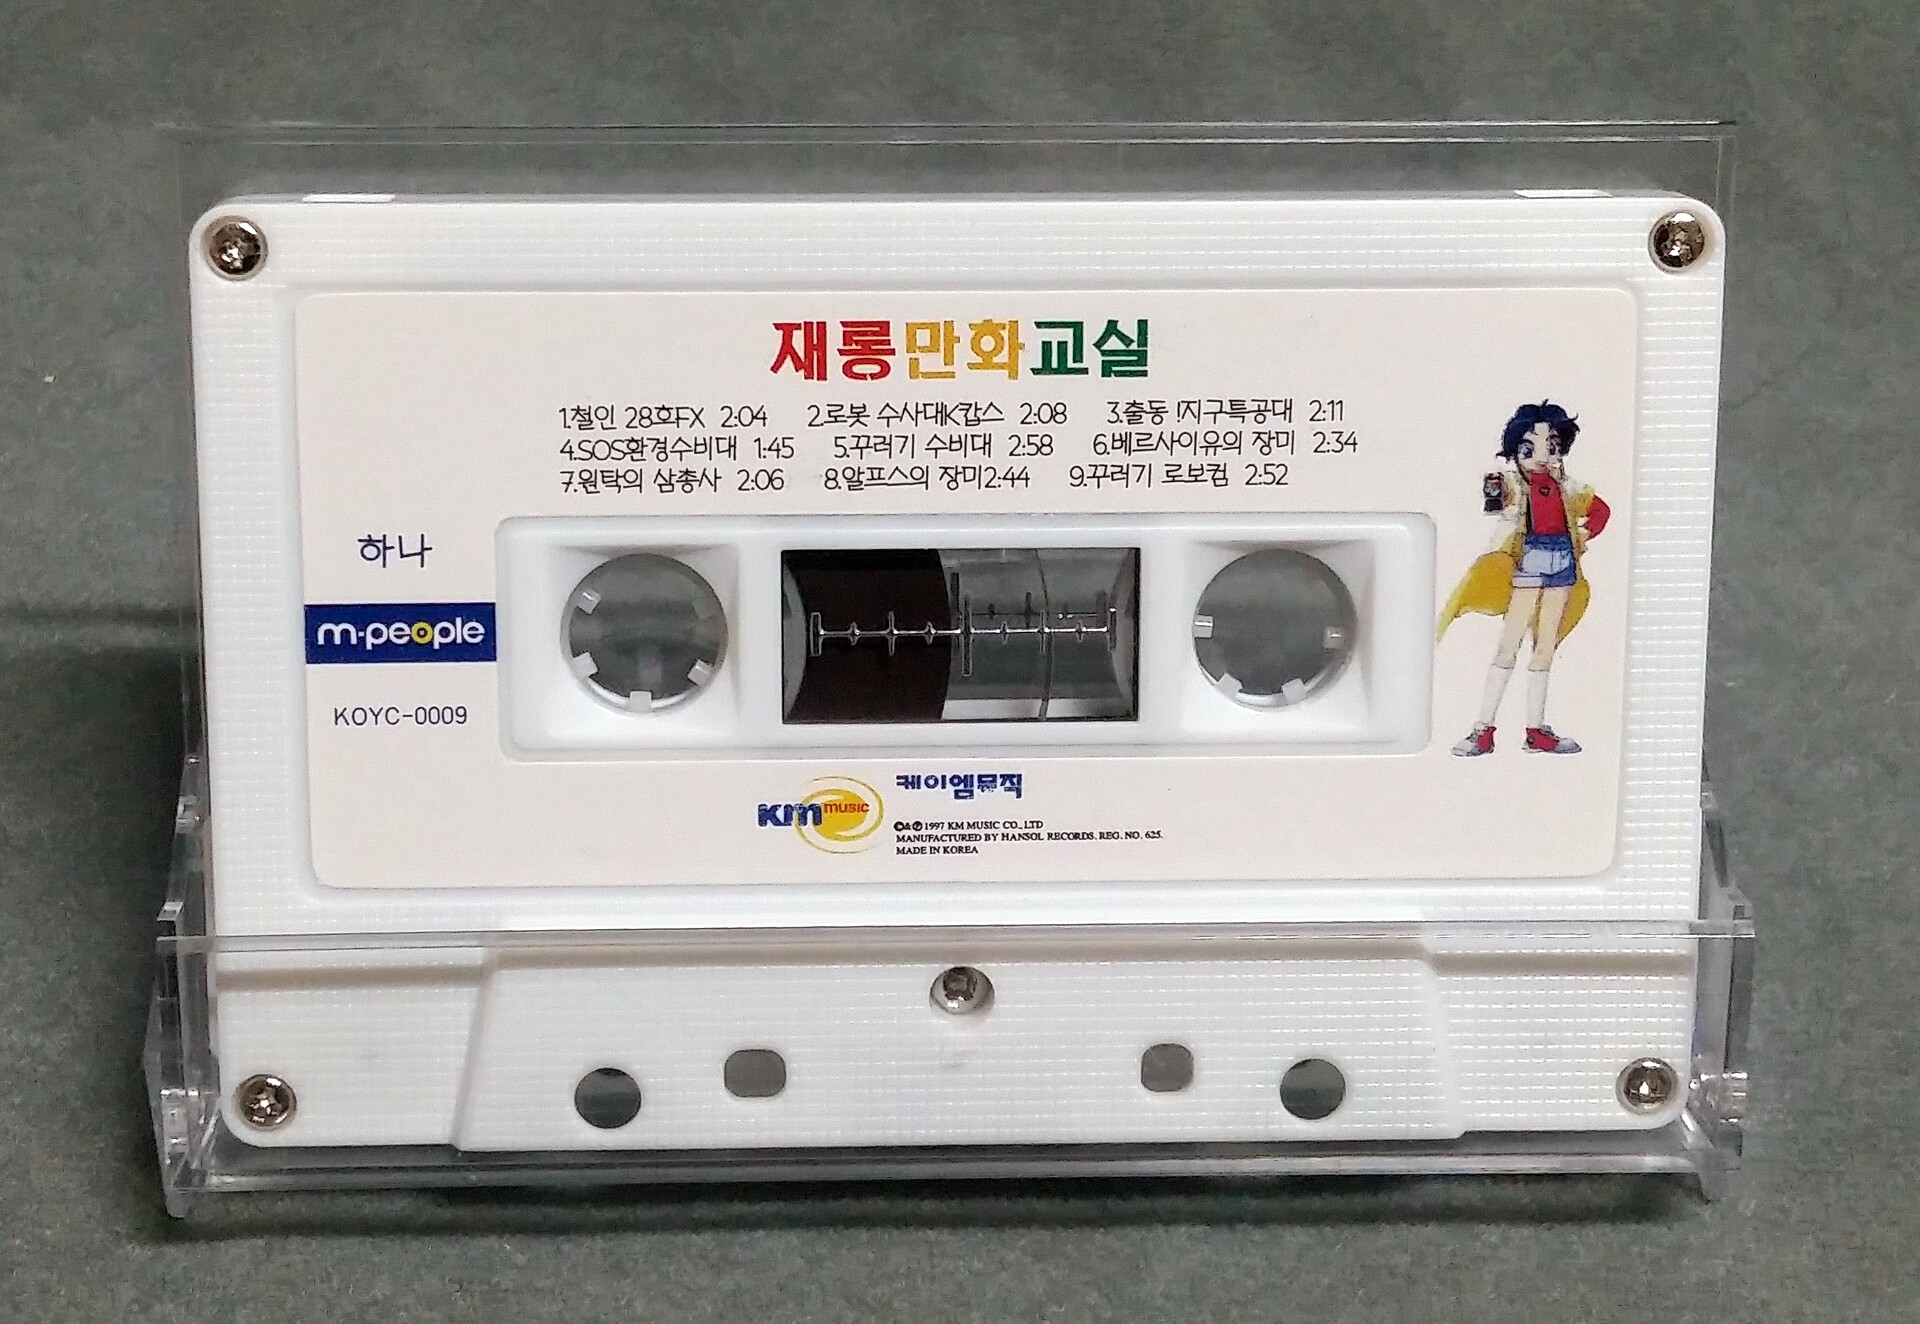 재롱만화교실
1.철인 28호FX 2:04 2.로봇 수사대K캅스 2:08 3.출동 !지구특공대 2:11
4.SOS환경수비대 1:45 5.꾸러기 수비대 2:58 6.베르사이유의 장미 2:34
7.원탁의 삼총사 2:06 8.알프스의 장미2:44 9.꾸러기 로보컴 2:52
하나
m·people
KOYC-0009
KM MUSIC
케이엠뮤직
©&℗ 1997 KM MUSIC CO., LTD
MANUFACTURED BY HANSOL RECORDS. REG. NO. 625.
MADE IN KOREA